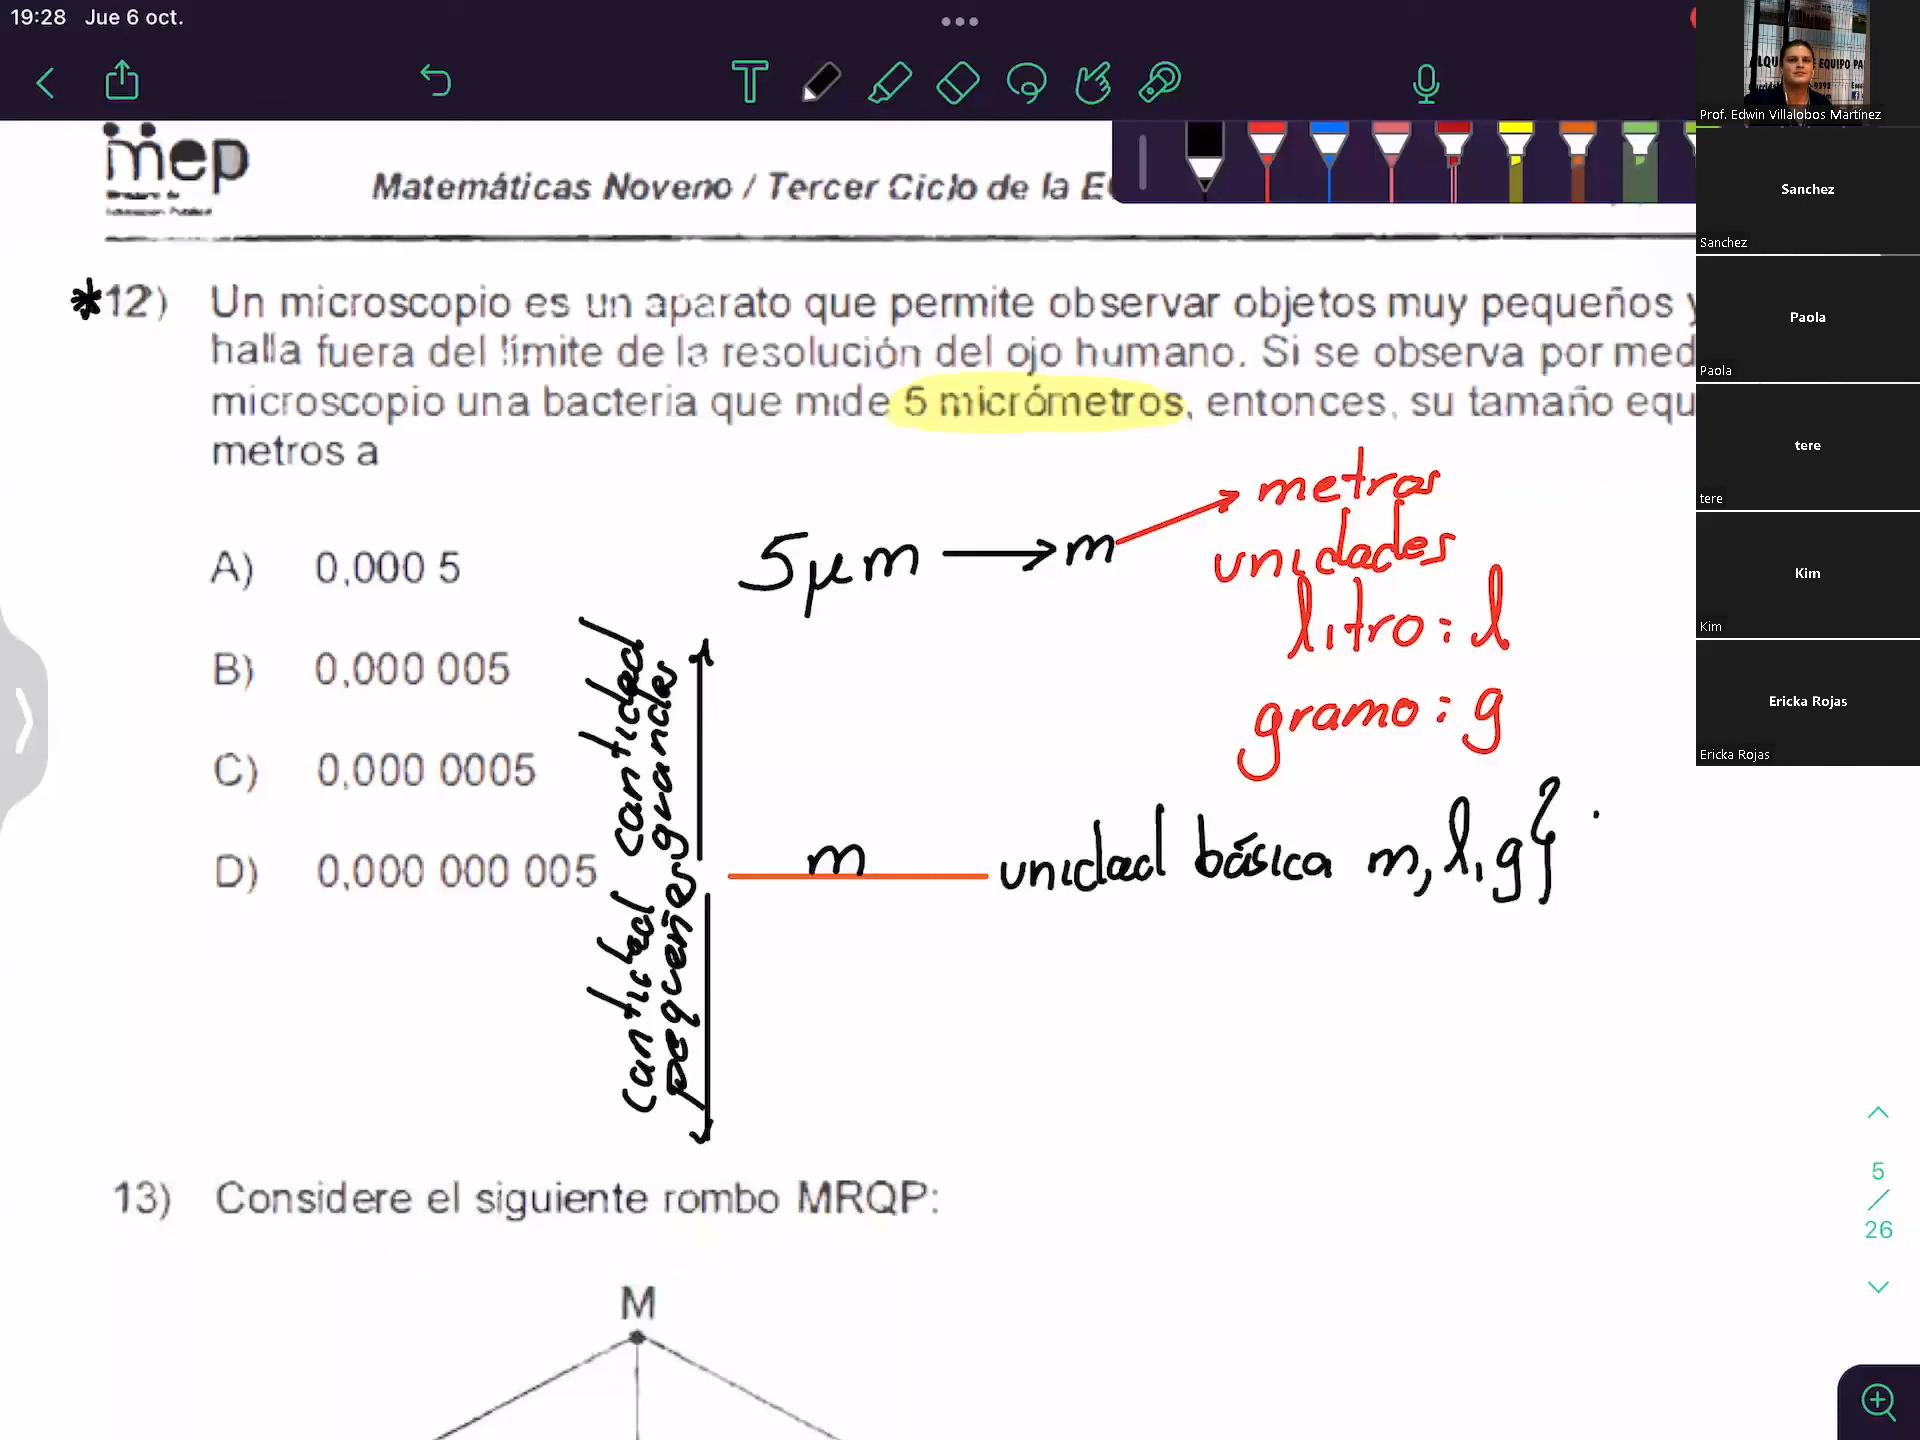 19:28 Jue 6 oct.
Prof. Edwin Villalobos Martínez
mep
Matemáticas Noveno / Tercer Ciclo de la
*12) Un microscopio es un aparato que permite observar objetos muy pequeños y
halla fuera del límite de la resolución del ojo humano. Si se observa por med
microscopio una bacteria que mide 5 micrómetros, entonces, su tamaño equ
metros a
A) 0,000 5
B) 0,000 005
C) 0,000 0005
D) 0,000 000 005
5μm → m
metros
unidades
litro: l
gramo: g
cantidad
grandes
m
unidad básica m, l, g}
cantidad
pequeñes
13) Considere el siguiente rombo MRQP:
M
Sanchez
Sanchez
Paola
Paola
tere
tere
Kim
Kim
Ericka Rojas
Ericka Rojas
5
/
26